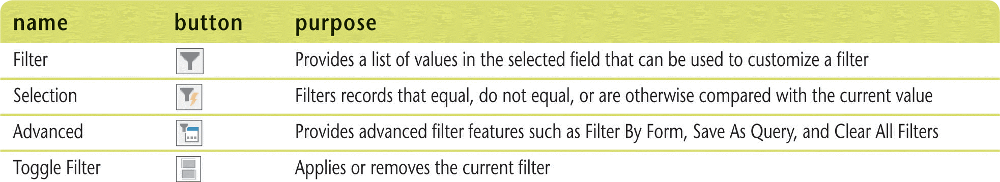 name button purpose
Filter Provides a list of values in the selected field that can be used to customize a filter
Selection Filters records that equal, do not equal, or are otherwise compared with the current value
Advanced Provides advanced filter features such as Filter By Form, Save As Query, and Clear All Filters
Toggle Filter Applies or removes the current filter